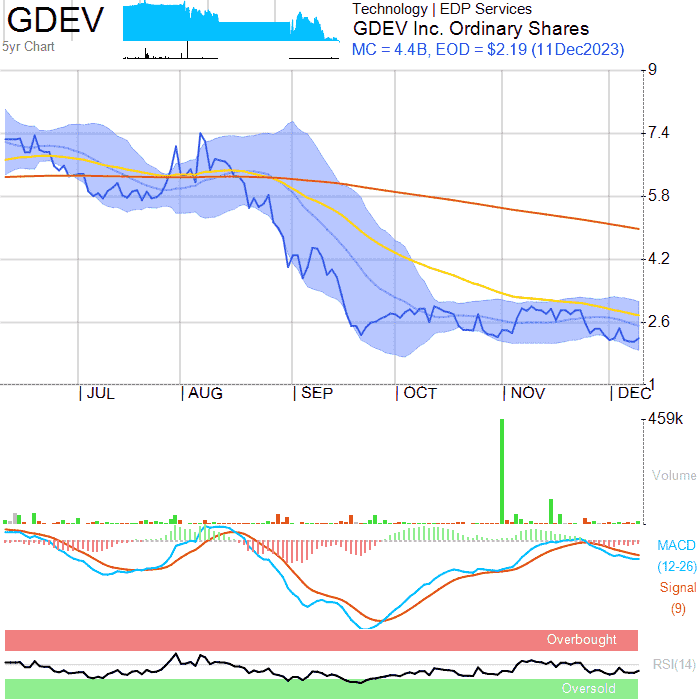 GDEV
5yr Chart
Technology | EDP Services
GDEV Inc. Ordinary Shares
MC = 4.4B, EOD = $2.19 (11Dec2023)
9
7.4
5.8
4.2
2.6
1
JUL AUG SEP OCT NOV DEC
459k
Volume
MACD
(12-26)
Signal
(9)
Overbought
RSI(14)
Oversold